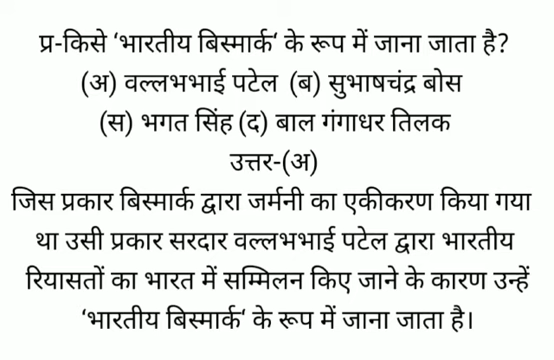 प्र-किसे ‘भारतीय बिस्मार्क‘ के रूप में जाना जाता है?
(अ) वल्लभभाई पटेल (ब) सुभाषचंद्र बोस
(स) भगत सिंह (द) बाल गंगाधर तिलक
उत्तर-(अ)
जिस प्रकार बिस्मार्क द्वारा जर्मनी का एकीकरण किया गया
था उसी प्रकार सरदार वल्लभभाई पटेल द्वारा भारतीय
रियासतों का भारत में सम्मिलन किए जाने के कारण उन्हें
‘भारतीय बिस्मार्क‘ के रूप में जाना जाता है।